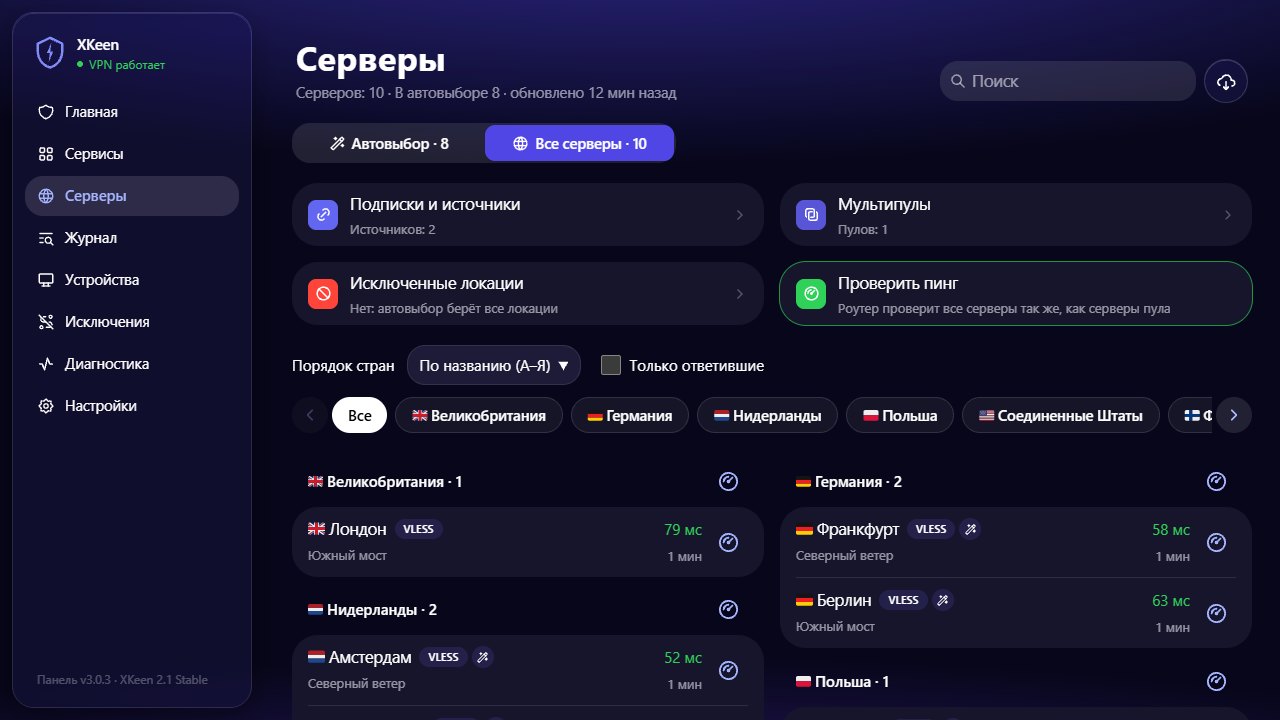 XKeen
VPN работает
Главная
Сервисы
Серверы
Журнал
Устройства
Исключения
Диагностика
Настройки
Панель v3.0.3 · XKeen 2.1 Stable
Серверы
Серверов: 10 · В автовыборе 8 · обновлено 12 мин назад
Поиск
Автовыбор · 8
Все серверы · 10
Подписки и источники
Источников: 2
Мультипулы
Пулов: 1
Исключенные локации
Нет: автовыбор берёт все локации
Проверить пинг
Роутер проверит все серверы так же, как серверы пула
Порядок стран
По названию (А–Я) ▼
Только ответившие
Все
Великобритания
Германия
Нидерланды
Польша
Соединенные Штаты
Великобритания · 1
Лондон VLESS 79 мс
Южный мост 1 мин
Нидерланды · 2
Амстердам VLESS 52 мс
Северный ветер 1 мин
Германия · 2
Франкфурт VLESS 58 мс
Северный ветер 1 мин
Берлин VLESS 63 мс
Южный мост 1 мин
Польша · 1